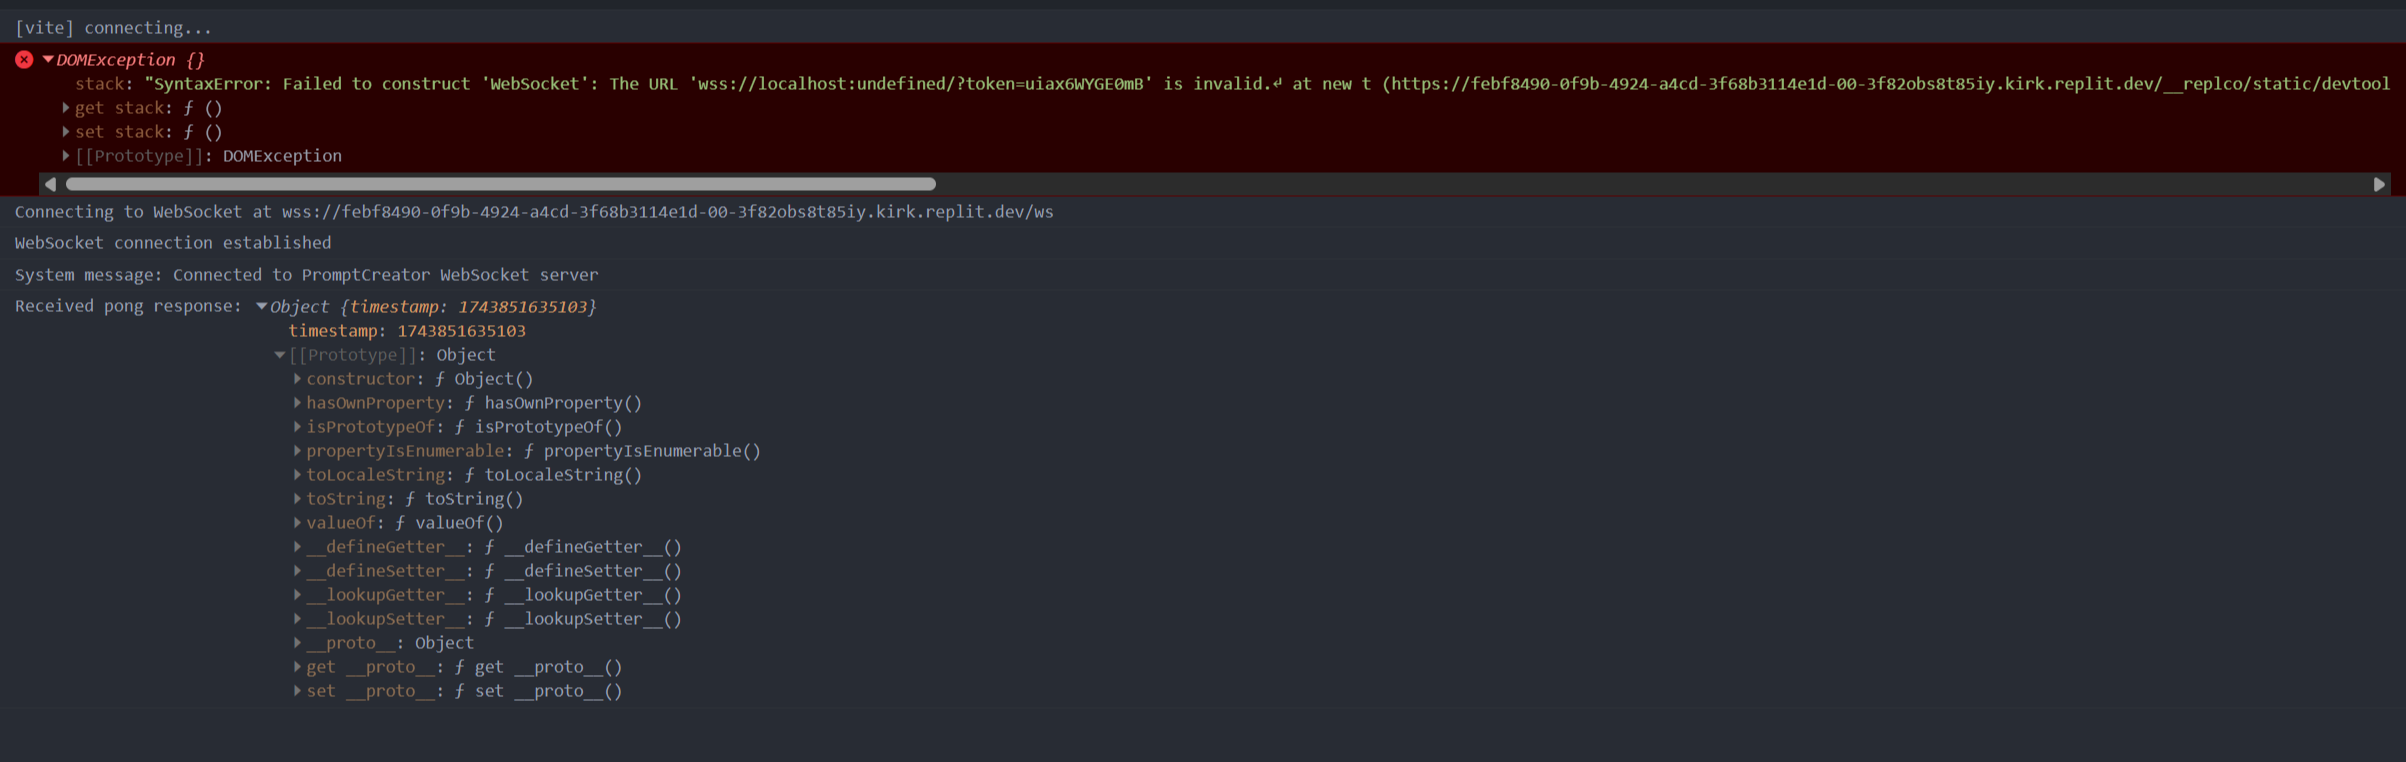 [vite] connecting...
DOMException {}
stack: "SyntaxError: Failed to construct 'WebSocket': The URL 'wss://localhost:undefined/?token=uiax6WYGE0mB' is invalid.↵ at new t (https://febf8490-0f9b-4924-a4cd-3f68b3114e1d-00-3f82obs8t85iy.kirk.replit.dev/__replco/static/devtool
get stack: ƒ ()
set stack: ƒ ()
[[Prototype]]: DOMException
Connecting to WebSocket at wss://febf8490-0f9b-4924-a4cd-3f68b3114e1d-00-3f82obs8t85iy.kirk.replit.dev/ws
WebSocket connection established
System message: Connected to PromptCreator WebSocket server
Received pong response: Object {timestamp: 1743851635103}
timestamp: 1743851635103
[[Prototype]]: Object
constructor: ƒ Object()
hasOwnProperty: ƒ hasOwnProperty()
isPrototypeOf: ƒ isPrototypeOf()
propertyIsEnumerable: ƒ propertyIsEnumerable()
toLocaleString: ƒ toLocaleString()
toString: ƒ toString()
valueOf: ƒ valueOf()
__defineGetter__: ƒ __defineGetter__()
__defineSetter__: ƒ __defineSetter__()
__lookupGetter__: ƒ __lookupGetter__()
__lookupSetter__: ƒ __lookupSetter__()
__proto__: Object
get __proto__: ƒ get __proto__()
set __proto__: ƒ set __proto__()